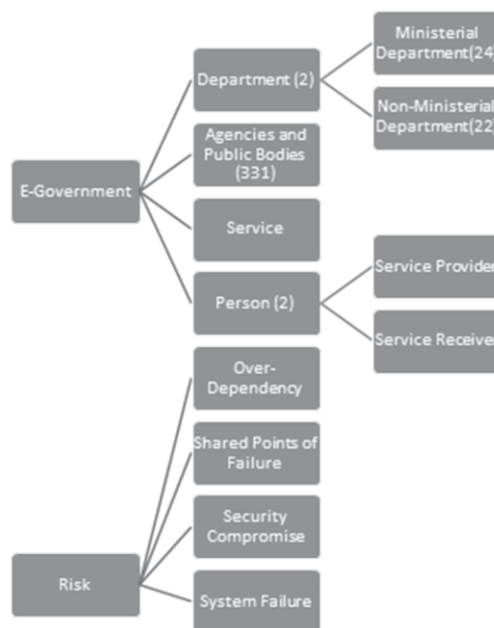 Ministerial
Department(24)
Department (2)
Non-Ministerial
Department(22)
Agencies and
Public Bodies
(331)
E-Government
Service
Service Provider
Person (2)
Service Receiver
Over-
Dependency
Shared Points of
Failure
Security
Compromise
Risk
System Failure